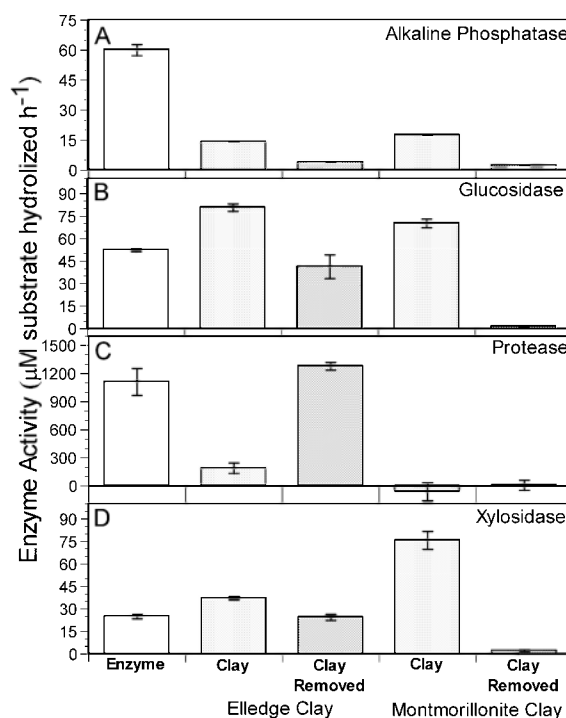 Enzyme Activity (µM substrate hydrolized h⁻¹)
A
Alkaline Phosphatase
75
60
45
30
15
0
B
Glucosidase
90
75
60
45
30
15
0
C
Protease
1500
1200
900
600
300
0
D
Xylosidase
90
75
60
45
30
15
0
Enzyme Clay Clay Clay Clay
Removed Removed
Elledge Clay Montmorillonite Clay